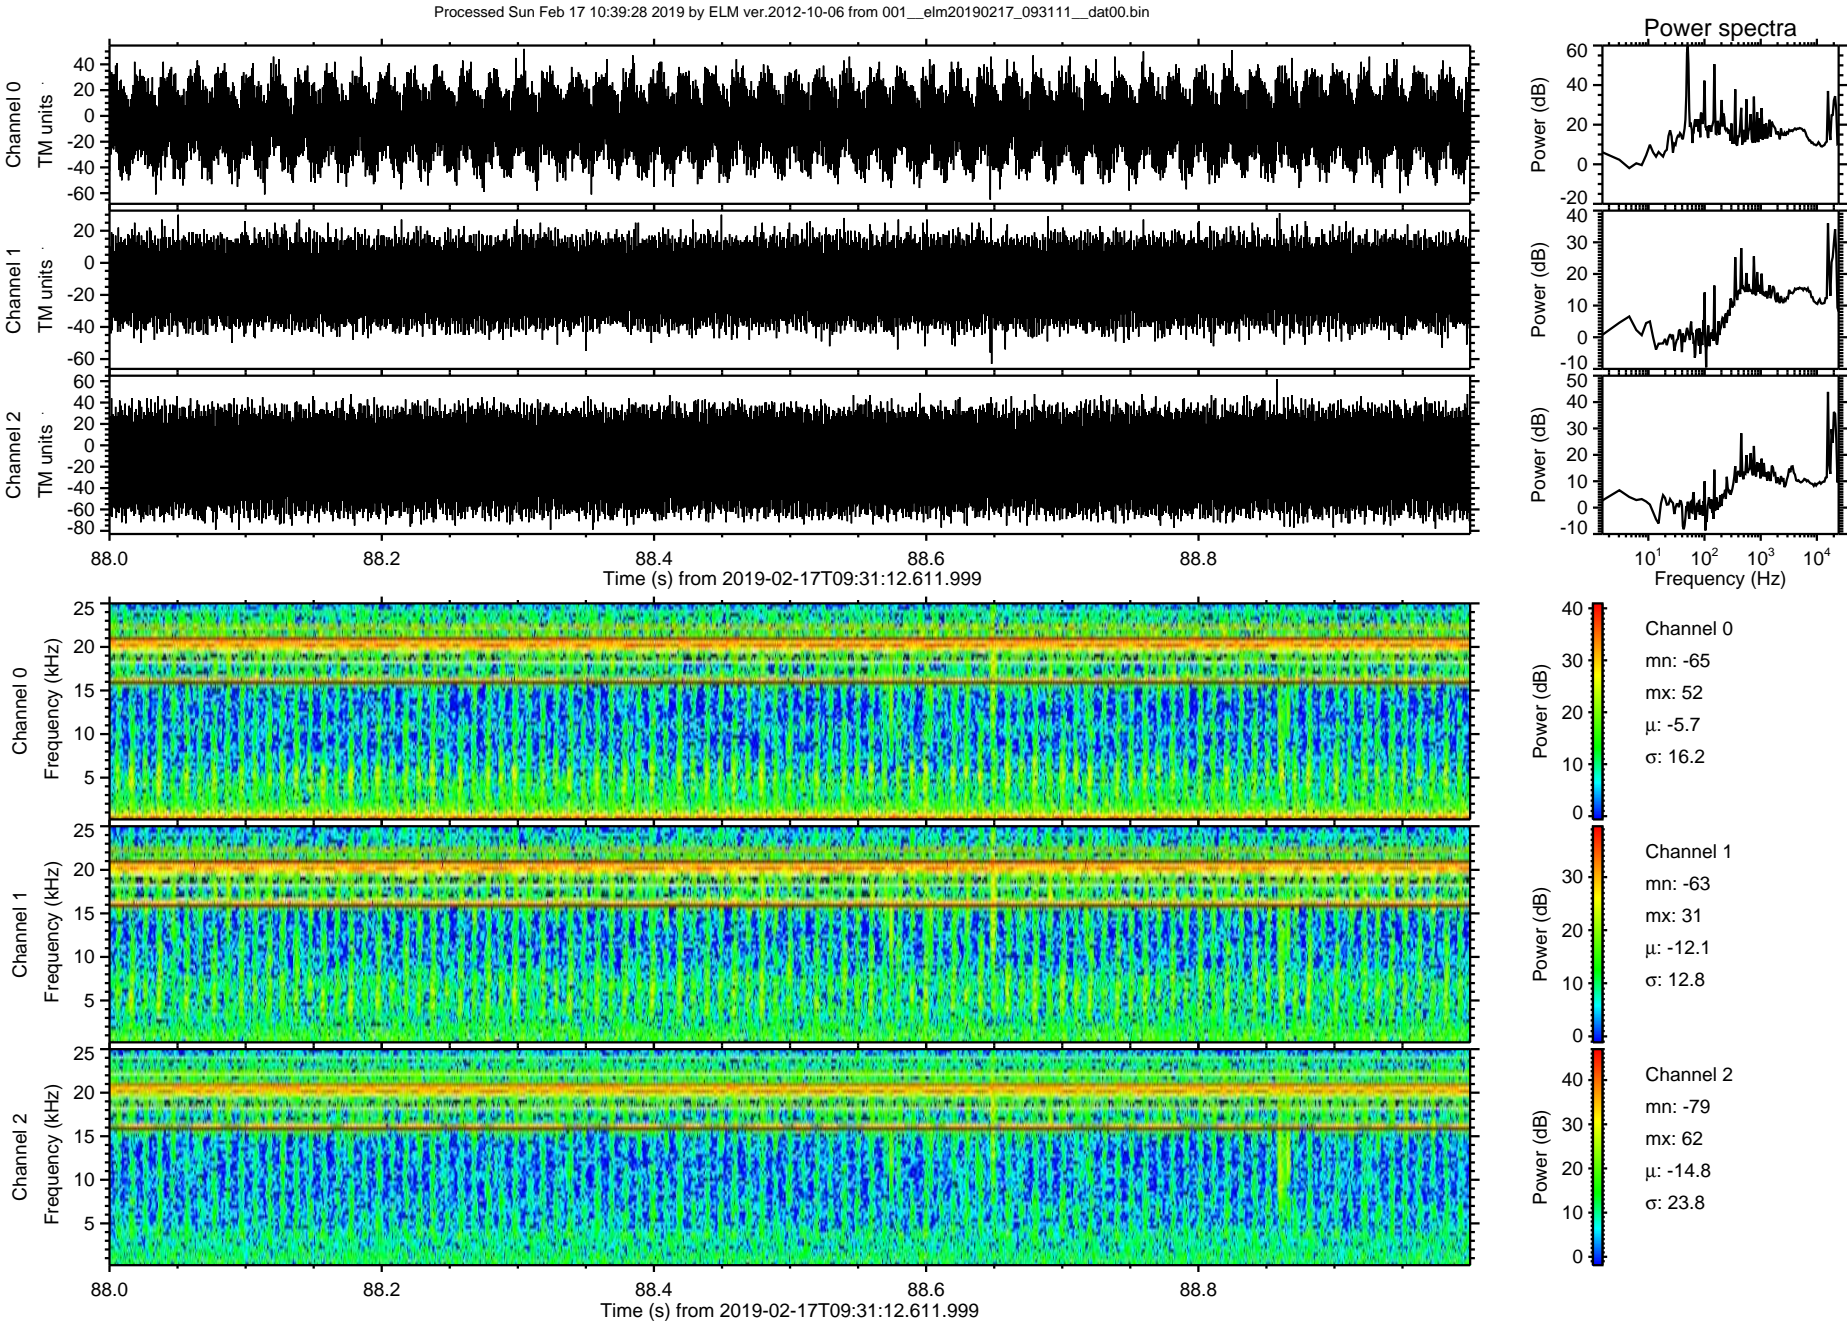 Processed Sun Feb 17 10:39:28 2019 by ELM ver.2012-10-06 from 001__elm20190217_093111__dat00.bin
Power spectra
Channel 0
TM units
40
20
0
-20
-40
-60
Power (dB)
60
40
20
0
-20
Channel 1
TM units
20
0
-20
-40
-60
Power (dB)
40
30
20
10
0
-10
Channel 2
TM units
60
40
20
0
-20
-40
-60
-80
Power (dB)
50
40
30
20
10
0
-10
88.0 88.2 88.4 88.6 88.8
Time (s) from 2019-02-17T09:31:12.611.999
10^1 10^2 10^3 10^4
Frequency (Hz)
Channel 0
Frequency (kHz)
25
20
15
10
5
Power (dB)
40
30
20
10
0
Channel 0
mn: -65
mx: 52
μ: -5.7
σ: 16.2
Channel 1
Frequency (kHz)
25
20
15
10
5
Power (dB)
30
20
10
0
Channel 1
mn: -63
mx: 31
μ: -12.1
σ: 12.8
Channel 2
Frequency (kHz)
25
20
15
10
5
Power (dB)
40
30
20
10
0
Channel 2
mn: -79
mx: 62
μ: -14.8
σ: 23.8
88.0 88.2 88.4 88.6 88.8
Time (s) from 2019-02-17T09:31:12.611.999